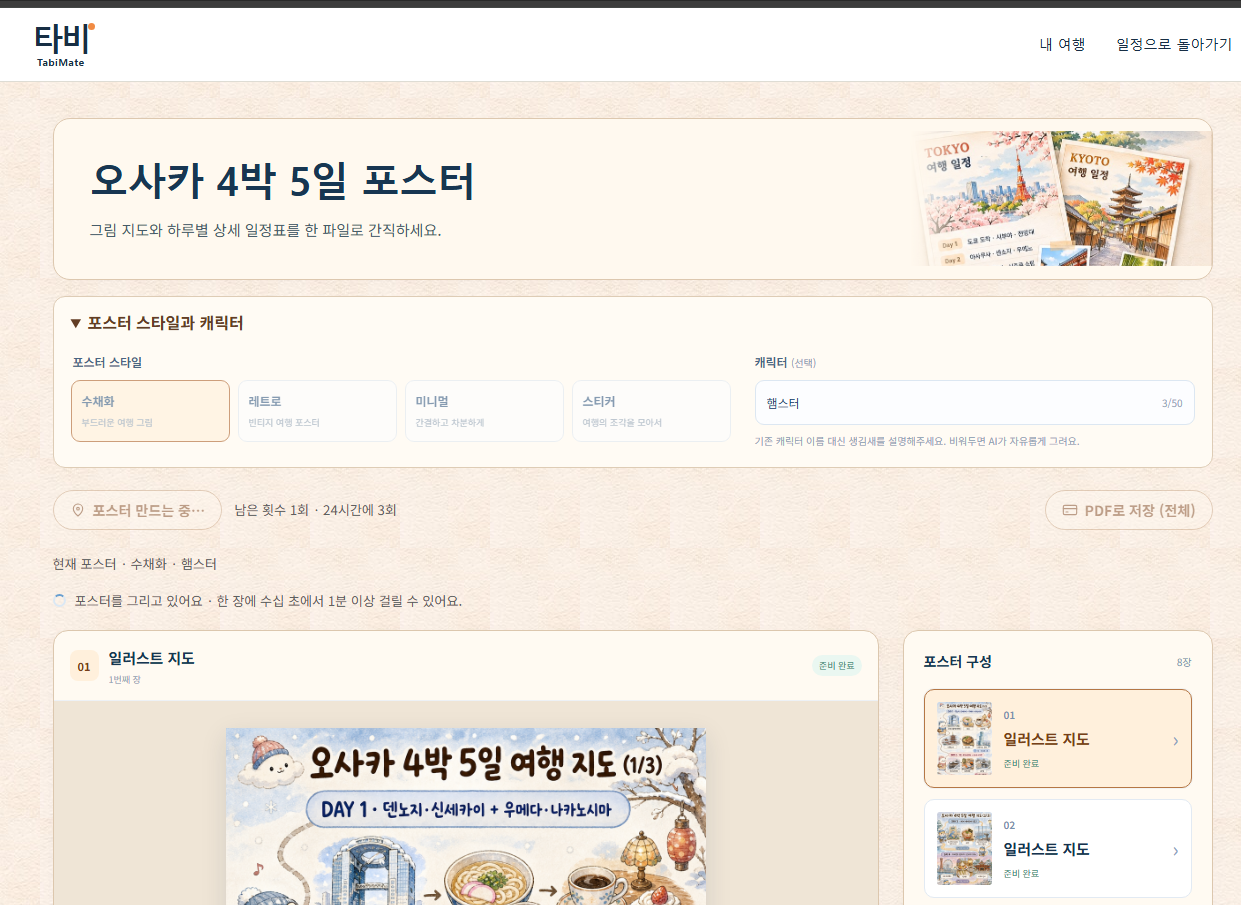 타비
TabiMate
내 여행
일정으로 돌아가기
오사카 4박 5일 포스터
그림 지도와 하루별 상세 일정표를 한 파일로 간직하세요.
TOKYO
여행 일정
Day 1 도쿄 도착 · 시부야 · 전망대
Day 2
KYOTO
여행 일정
▼ 포스터 스타일과 캐릭터
포스터 스타일
수채화
부드러운 여행 그림
레트로
빈티지 여행 포스터
미니멀
간결하고 차분하게
스티커
여행의 조각을 모아서
캐릭터 (선택)
햄스터
3/50
기존 캐릭터 이름 대신 생김새를 설명해주세요. 비워두면 AI가 자유롭게 그려요.
포스터 만드는 중…
남은 횟수 1회 · 24시간에 3회
PDF로 저장 (전체)
현재 포스터 · 수채화 · 햄스터
포스터를 그리고 있어요 · 한 장에 수십 초에서 1분 이상 걸릴 수 있어요.
01
일러스트 지도
1번째 장
준비 완료
오사카 4박 5일 여행 지도 (1/3)
DAY 1 · 덴노지·신세카이 + 우메다·나카노시마
포스터 구성
8장
01
일러스트 지도
준비 완료
02
일러스트 지도
준비 완료